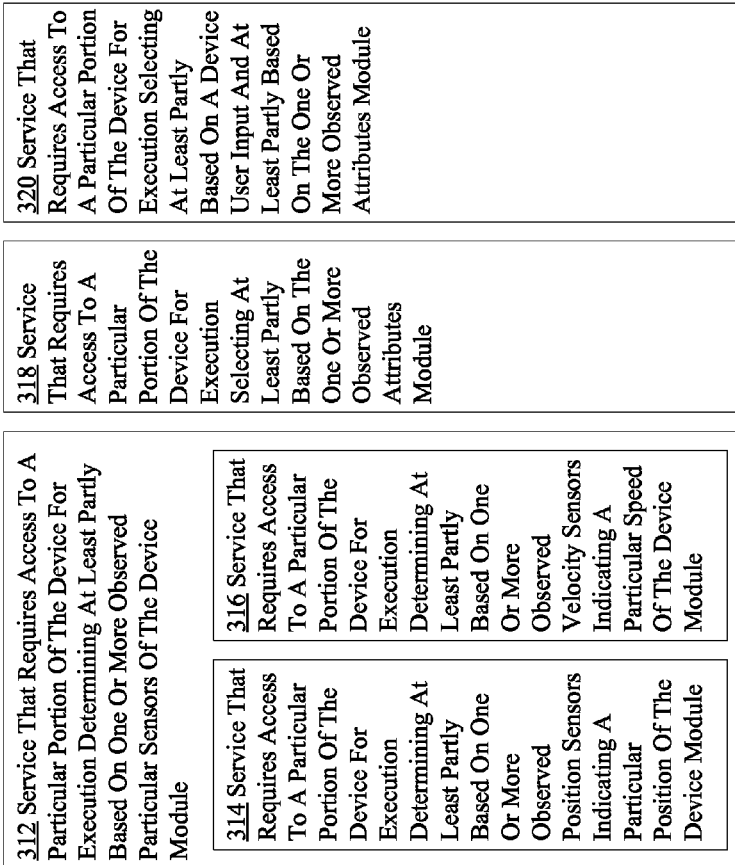 312 Service That Requires Access To A
Particular Portion Of The Device For
Execution Determining At Least Partly
Based On One Or More Observed
Particular Sensors Of The Device
Module
314 Service That
Requires Access
To A Particular
Portion Of The
Device For
Execution
Determining At
Least Partly
Based On One
Or More
Observed
Position Sensors
Indicating A
Particular
Position Of The
Device Module
316 Service That
Requires Access
To A Particular
Portion Of The
Device For
Execution
Determining At
Least Partly
Based On One
Or More
Observed
Velocity Sensors
Indicating A
Particular Speed
Of The Device
Module
318 Service
That Requires
Access To A
Particular
Portion Of The
Device For
Execution
Selecting At
Least Partly
Based On The
One Or More
Observed
Attributes
Module
320 Service That
Requires Access To
A Particular Portion
Of The Device For
Execution Selecting
At Least Partly
Based On A Device
User Input And At
Least Partly Based
On The One Or
More Observed
Attributes Module